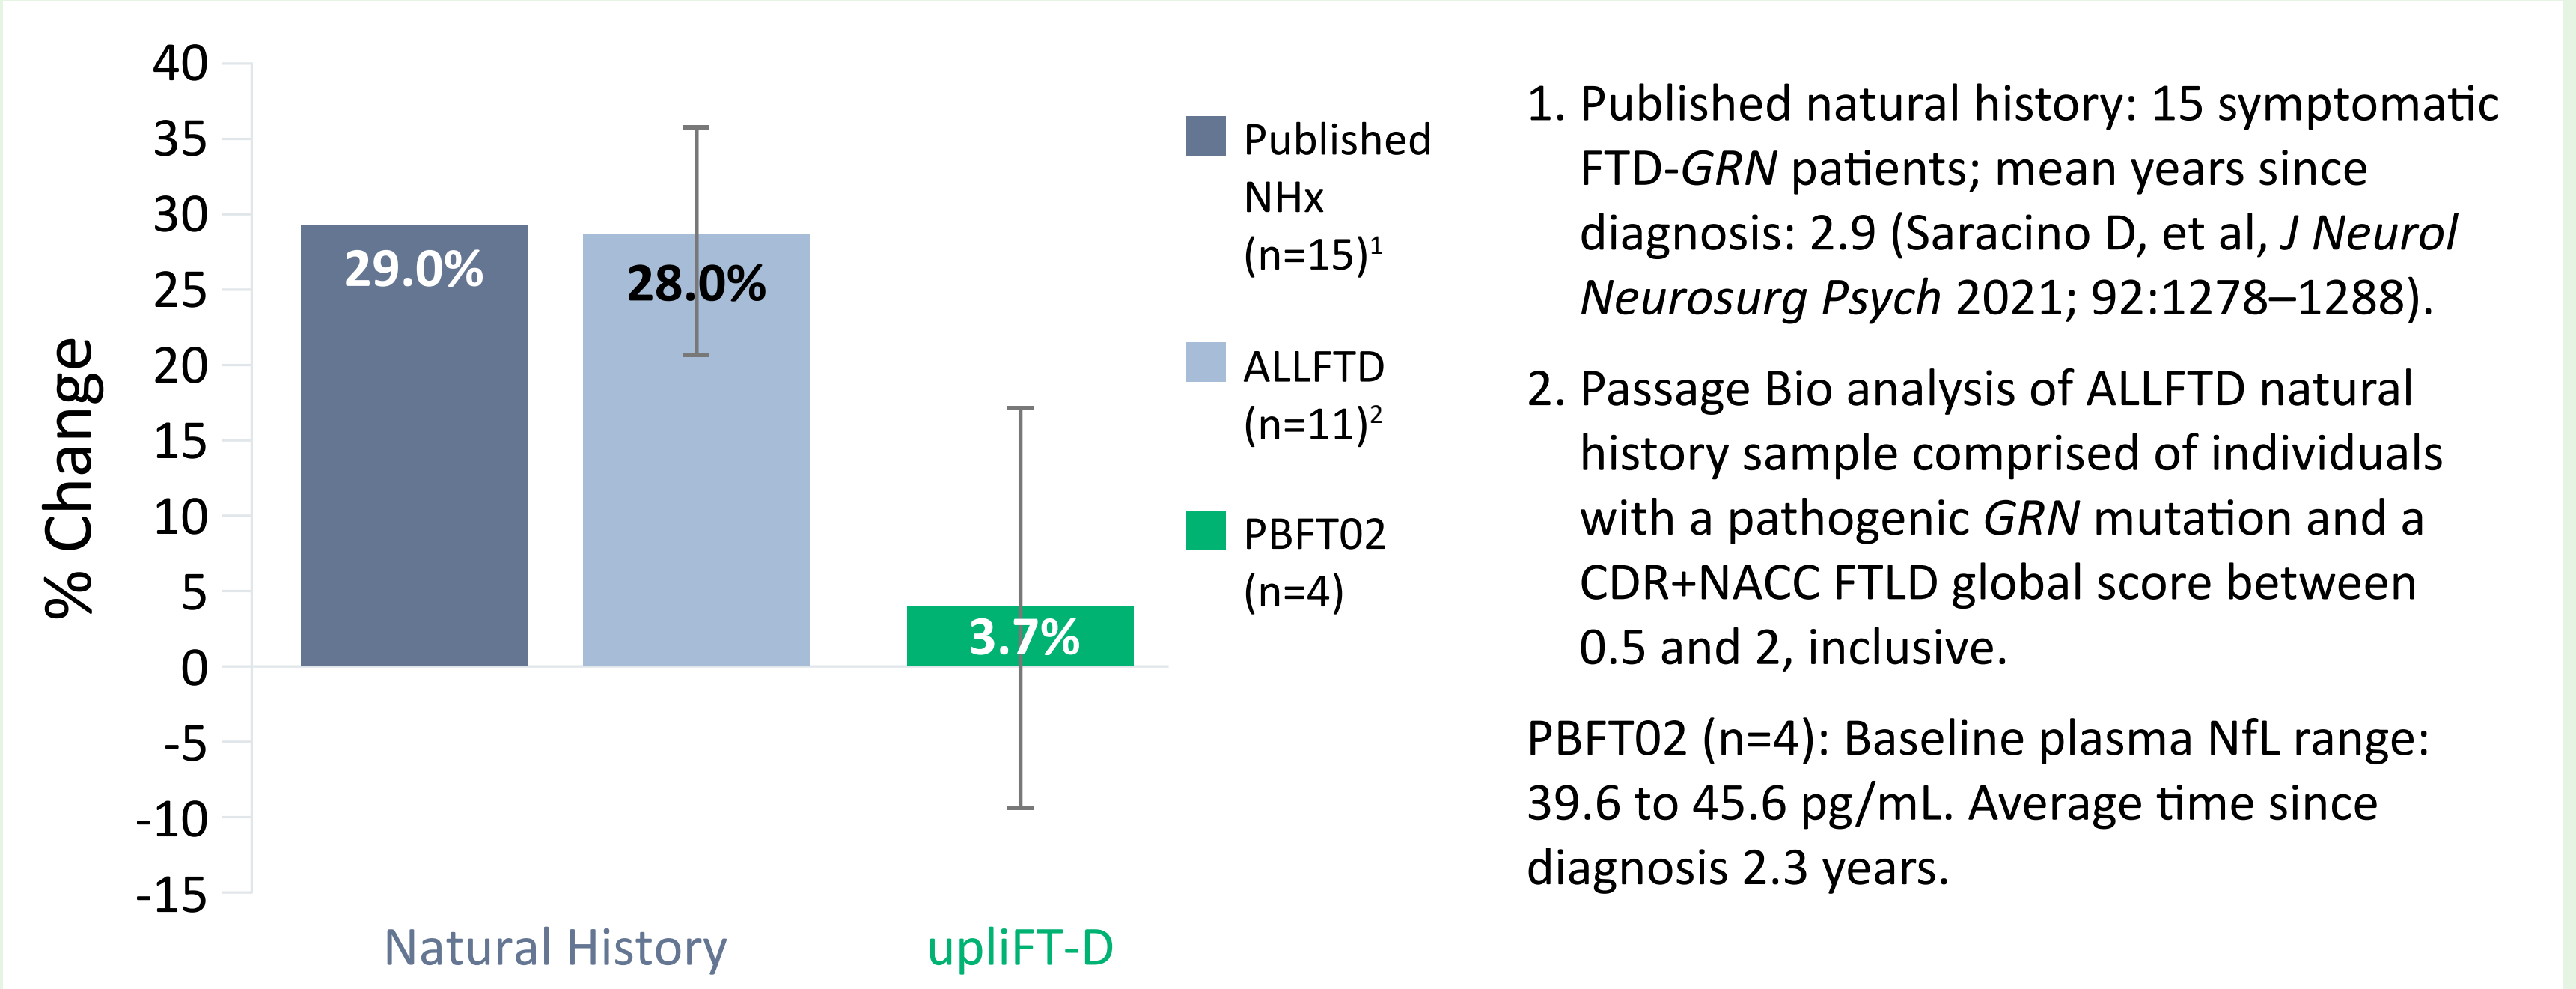 % Change
40
35
30
25
20
15
10
5
0
-5
-10
-15
29.0%
28.0%
3.7%
Natural History
upliFT-D
Published
NHx
(n=15)¹
ALLFTD
(n=11)²
PBFT02
(n=4)
1. Published natural history: 15 symptomatic
FTD-GRN patients; mean years since
diagnosis: 2.9 (Saracino D, et al, J Neurol
Neurosurg Psych 2021; 92:1278–1288).
2. Passage Bio analysis of ALLFTD natural
history sample comprised of individuals
with a pathogenic GRN mutation and a
CDR+NACC FTLD global score between
0.5 and 2, inclusive.
PBFT02 (n=4): Baseline plasma NfL range:
39.6 to 45.6 pg/mL. Average time since
diagnosis 2.3 years.